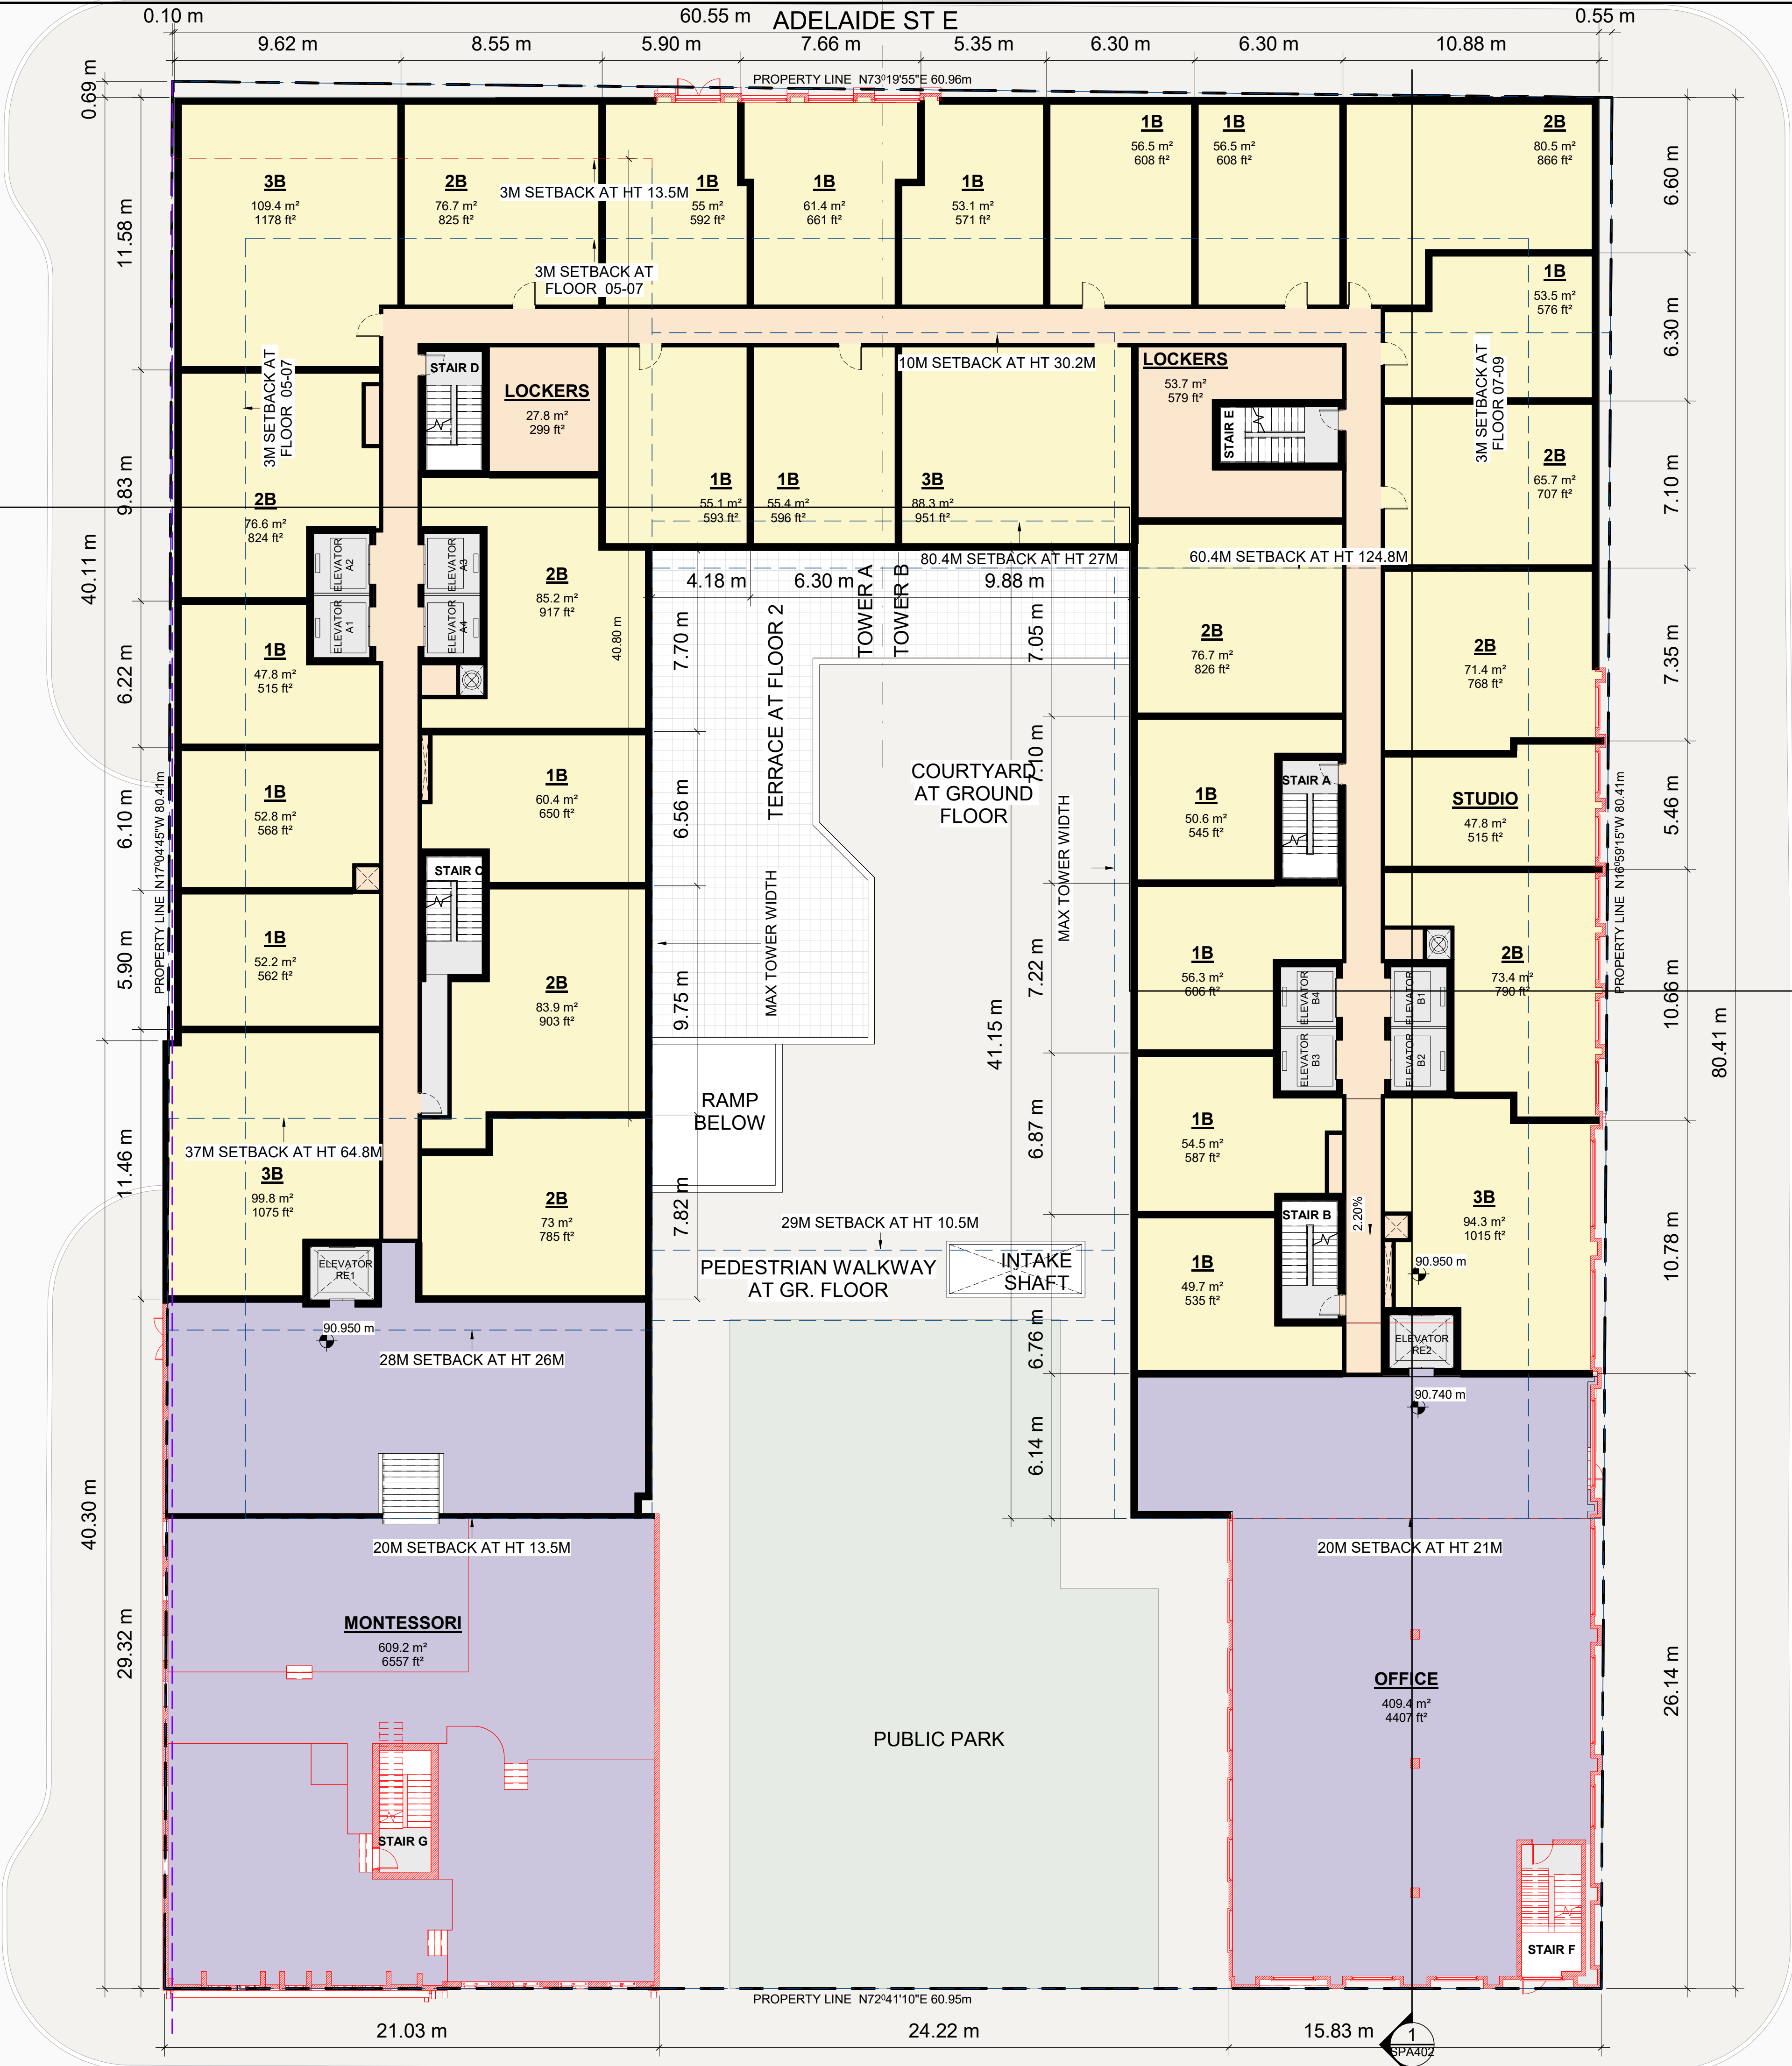 0.10 m
60.55 m
ADELAIDE ST E
0.55 m
9.62 m
8.55 m
5.90 m
7.66 m
5.35 m
6.30 m
6.30 m
10.88 m
PROPERTY LINE N73⁰19'55"E 60.96m
0.69 m
11.58 m
40.11 m
9.83 m
6.22 m
6.10 m
5.90 m
11.46 m
40.30 m
29.32 m
PROPERTY LINE N17⁰04'45"W 80.41m
3B
109.4 m²
1178 ft²
2B
76.7 m²
825 ft²
3M SETBACK AT HT 13.5M
1B
55 m²
592 ft²
1B
61.4 m²
661 ft²
1B
53.1 m²
571 ft²
1B
56.5 m²
608 ft²
1B
56.5 m²
608 ft²
2B
80.5 m²
866 ft²
3M SETBACK AT
FLOOR 05-07
1B
53.5 m²
576 ft²
3M SETBACK AT
FLOOR 05-07
STAIR D
LOCKERS
27.8 m²
299 ft²
10M SETBACK AT HT 30.2M
LOCKERS
53.7 m²
579 ft²
STAIR E
3M SETBACK AT
FLOOR 07-09
2B
76.6 m²
824 ft²
1B
55.1 m²
593 ft²
1B
55.4 m²
596 ft²
3B
88.3 m²
951 ft²
2B
65.7 m²
707 ft²
ELEVATOR
A2
ELEVATOR
A3
ELEVATOR
A1
ELEVATOR
A4
2B
85.2 m²
917 ft²
80.4M SETBACK AT HT 27M
60.4M SETBACK AT HT 124.8M
4.18 m
6.30 m
9.88 m
TOWER A
TOWER B
40.80 m
7.70 m
TERRACE AT FLOOR 2
7.05 m
2B
76.7 m²
826 ft²
2B
71.4 m²
768 ft²
1B
47.8 m²
515 ft²
1B
52.8 m²
568 ft²
1B
60.4 m²
650 ft²
6.56 m
COURTYARD
AT GROUND
FLOOR
7.10 m
MAX TOWER WIDTH
1B
50.6 m²
545 ft²
STAIR A
STUDIO
47.8 m²
515 ft²
STAIR C
1B
52.2 m²
562 ft²
2B
83.9 m²
903 ft²
9.75 m
MAX TOWER WIDTH
7.22 m
41.15 m
1B
56.3 m²
606 ft²
ELEVATOR
B4
ELEVATOR
B1
ELEVATOR
B3
ELEVATOR
B2
2B
73.4 m²
790 ft²
RAMP
BELOW
37M SETBACK AT HT 64.8M
3B
99.8 m²
1075 ft²
2B
73 m²
785 ft²
7.82 m
6.87 m
1B
54.5 m²
587 ft²
STAIR B
2.20%
3B
94.3 m²
1015 ft²
29M SETBACK AT HT 10.5M
PEDESTRIAN WALKWAY
AT GR. FLOOR
INTAKE
SHAFT
ELEVATOR
RE1
1B
49.7 m²
535 ft²
90.950 m
6.76 m
ELEVATOR
RE2
90.950 m
28M SETBACK AT HT 26M
90.740 m
6.14 m
20M SETBACK AT HT 13.5M
20M SETBACK AT HT 21M
MONTESSORI
609.2 m²
6557 ft²
OFFICE
409.4 m²
4407 ft²
PUBLIC PARK
STAIR G
STAIR F
6.60 m
6.30 m
7.10 m
7.35 m
5.46 m
10.66 m
10.78 m
26.14 m
80.41 m
PROPERTY LINE N16⁰59'15"W 80.41m
PROPERTY LINE N72⁰41'10"E 60.95m
21.03 m
24.22 m
15.83 m
1
SPA402